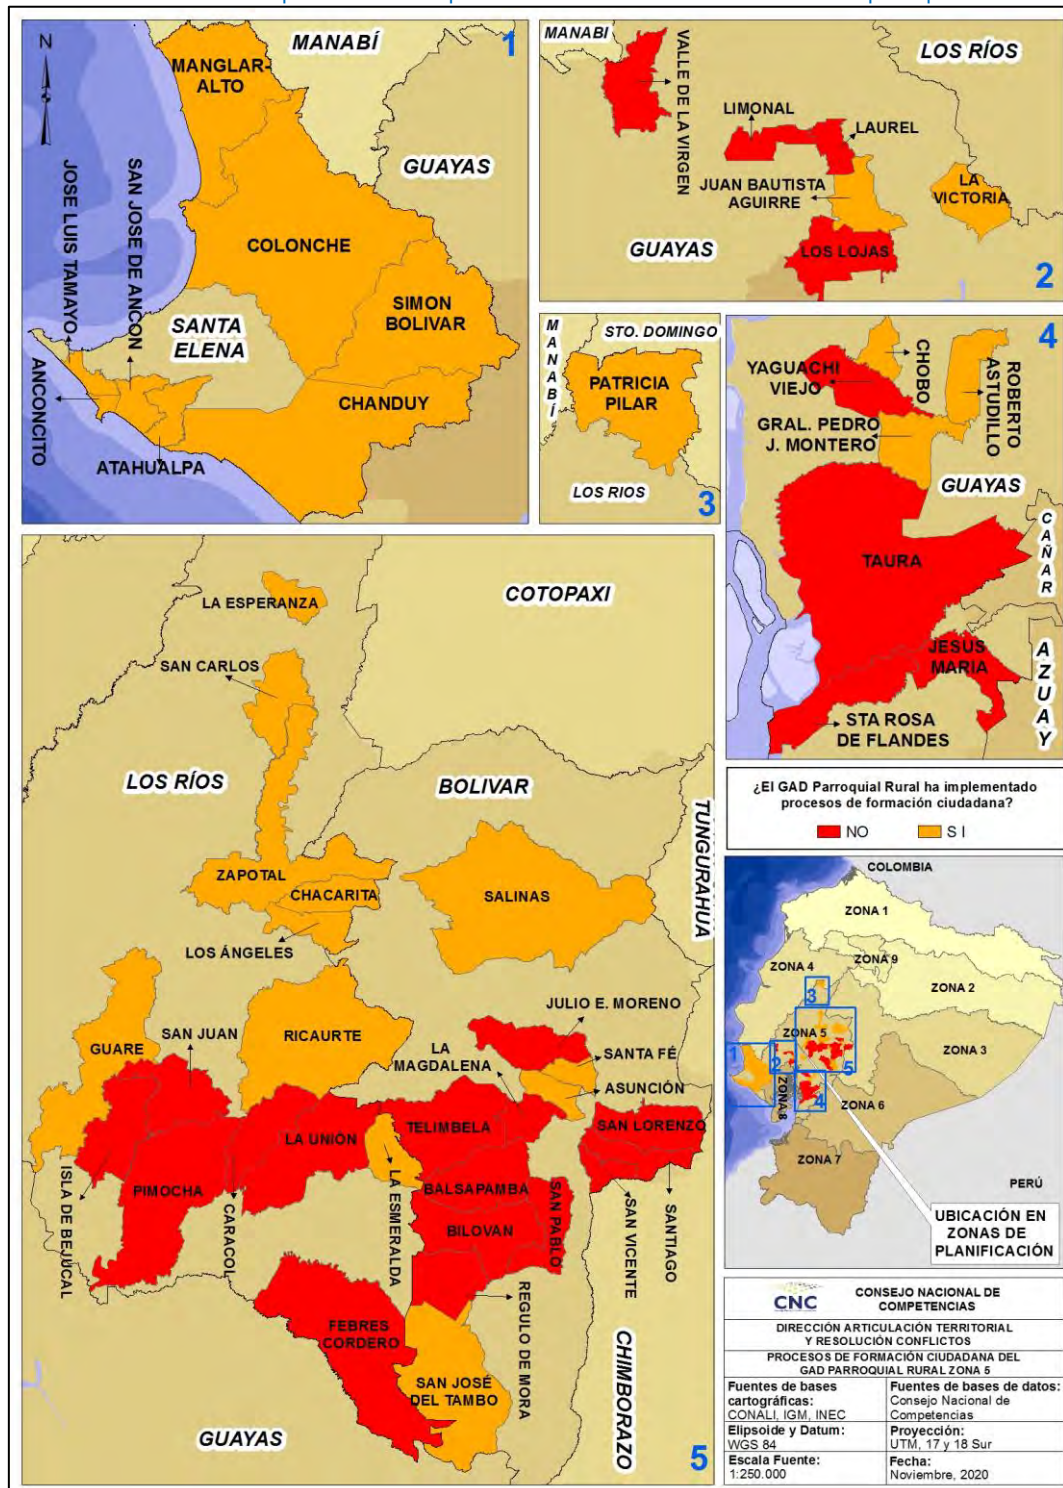 N
1
MANABÍ
MANGLAR-
ALTO
GUAYAS
JOSE LUIS TAMAYO
SAN JOSE DE ANCON
COLONCHE
SIMON
BOLIVAR
SANTA
ELENA
CHANDUY
ANCONCITO
ATAHUALPA
MANABI
VALLE DE LA VIRGEN
LOS RÍOS
LIMONAL
LAUREL
JUAN BAUTISTA
AGUIRRE
LA
VICTORIA
GUAYAS
LOS LOJAS
2
MANABÍ
STO. DOMINGO
PATRICIA
PILAR
LOS RIOS
3
4
YAGUACHI
VIEJO
CHOBO
ROBERTO
ASTUDILLO
GRAL. PEDRO
J. MONTERO
GUAYAS
CAÑAR
TAURA
JESUS
MARIA
AZUAY
STA ROSA
DE FLANDES
LA ESPERANZA
COTOPAXI
SAN CARLOS
LOS RÍOS
BOLIVAR
TUNGURAHUA
ZAPOTAL
CHACARITA
SALINAS
LOS ÁNGELES
JULIO E. MORENO
GUARE
SAN JUAN
RICAURTE
LA
MAGDALENA
SANTA FÉ
ASUNCIÓN
TELIMBELA
LA UNIÓN
SAN LORENZO
ISLA DE BEJUCAL
PIMOCHA
CARACOL
LA ESMERALDA
BALSAPAMBA
BILOVAN
SAN PABLO
SAN VICENTE
SANTIAGO
REGULO DE MORA
FEBRES
CORDERO
SAN JOSÉ
DEL TAMBO
CHIMBORAZO
GUAYAS
5
¿El GAD Parroquial Rural ha implementado
procesos de formación ciudadana?
NO
S I
COLOMBIA
ZONA 1
ZONA 4
ZONA 9
ZONA 2
3
ZONA 5
1
2
5
ZONA 3
ZONA 8
4
ZONA 6
ZONA 7
PERÚ
UBICACIÓN EN
ZONAS DE
PLANIFICACIÓN
CNC
CONSEJO NACIONAL DE
COMPETENCIAS
DIRECCIÓN ARTICULACIÓN TERRITORIAL
Y RESOLUCIÓN CONFLICTOS
PROCESOS DE FORMACIÓN CIUDADANA DEL
GAD PARROQUIAL RURAL ZONA 5
Fuentes de bases
cartográficas:
CONALI, IGM, INEC
Fuentes de bases de datos:
Consejo Nacional de
Competencias
Elipsoide y Datum:
WGS 84
Proyección:
UTM, 17 y 18 Sur
Escala Fuente:
1:250.000
Fecha:
Noviembre, 2020